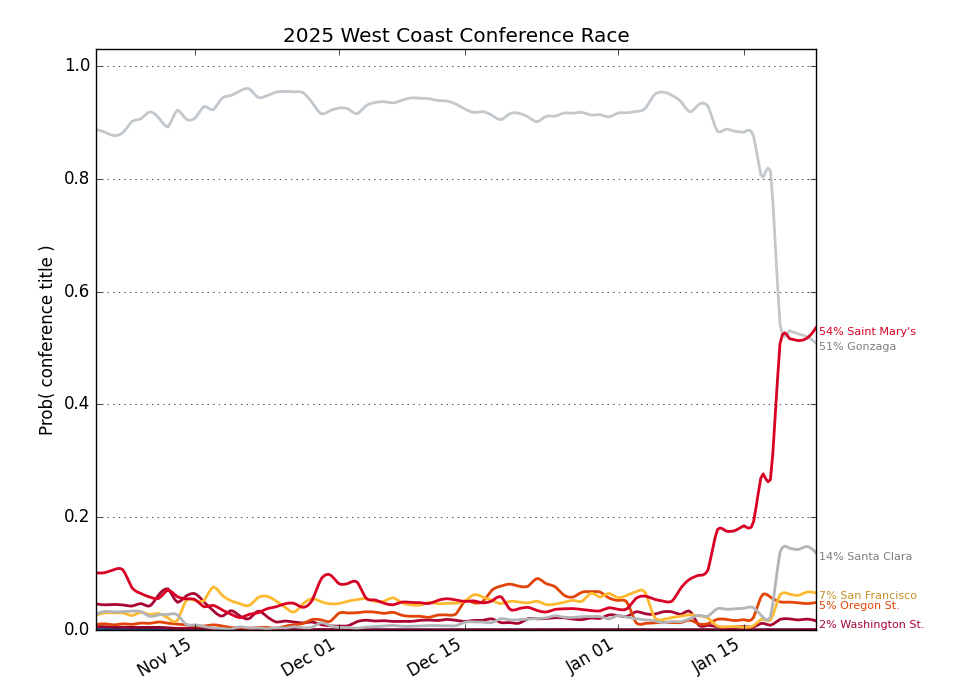 2025 West Coast Conference Race
1.0
0.8
0.6
0.4
0.2
0.0
Prob( conference title )
54% Saint Mary's
51% Gonzaga
14% Santa Clara
7% San Francisco
5% Oregon St.
2% Washington St.
Nov 15
Dec 01
Dec 15
Jan 01
Jan 15